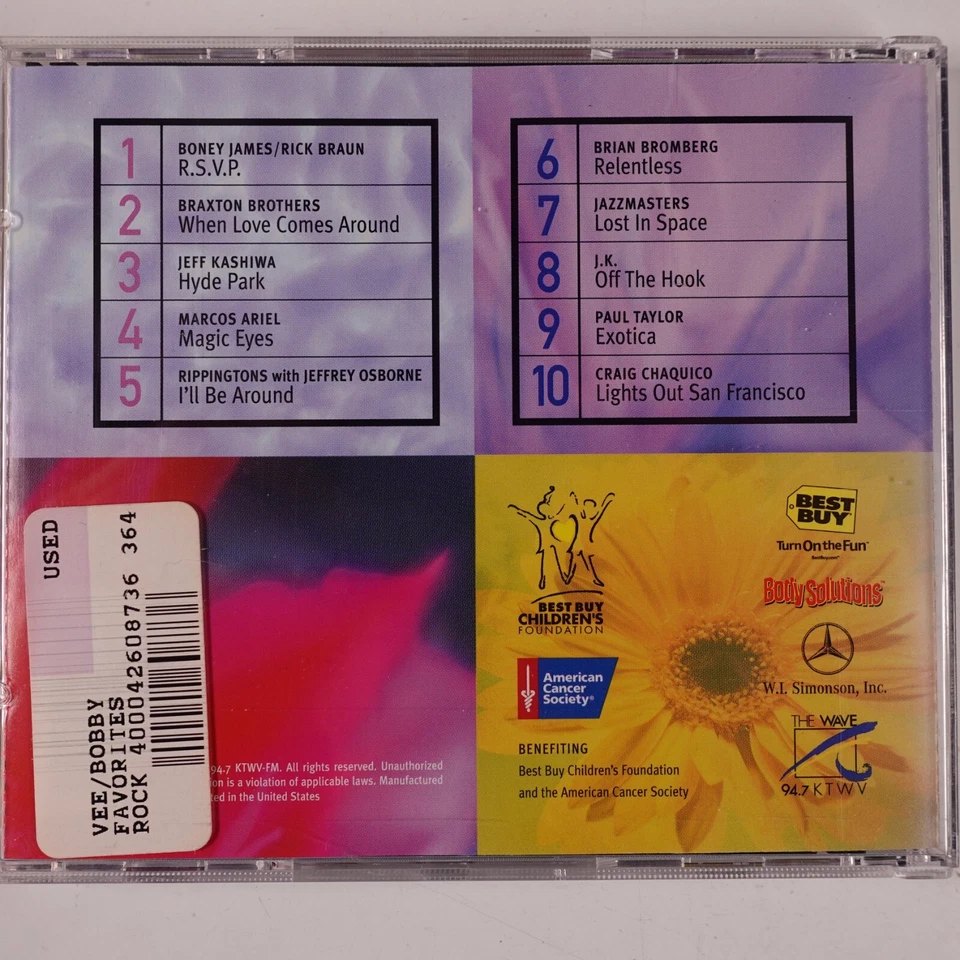 1
BONEY JAMES/RICK BRAUN
R.S.V.P.
2
BRAXTON BROTHERS
When Love Comes Around
3
JEFF KASHIWA
Hyde Park
4
MARCOS ARIEL
Magic Eyes
5
RIPPINGTONS with JEFFREY OSBORNE
I'll Be Around
6
BRIAN BROMBERG
Relentless
7
JAZZMASTERS
Lost In Space
8
J.K.
Off The Hook
9
PAUL TAYLOR
Exotica
10
CRAIG CHAQUICO
Lights Out San Francisco
USED
VEE/BOBBY
FAVORITES
ROCK 400042608736 364
94.7 KTWV-FM. All rights reserved. Unauthorized
is a violation of applicable laws. Manufactured
in the United States
BEST BUY
CHILDREN'S
FOUNDATION
American
Cancer
Society®
BENEFITING
Best Buy Children's Foundation
and the American Cancer Society
BEST
BUY
Turn On the Fun™
Body Solutions™
W.I. Simonson, Inc.
THE WAVE
94.7 KTWV